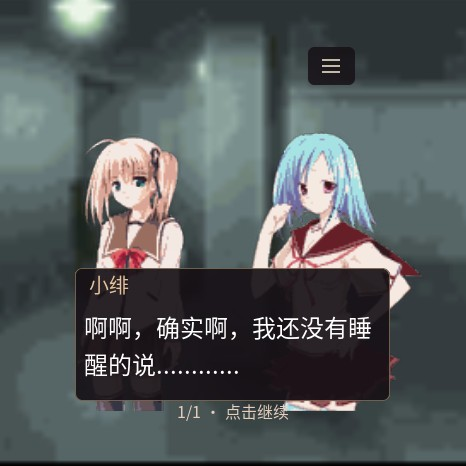 小绯
啊啊，确实啊，我还没有睡
醒的说............
1/1 · 点击继续